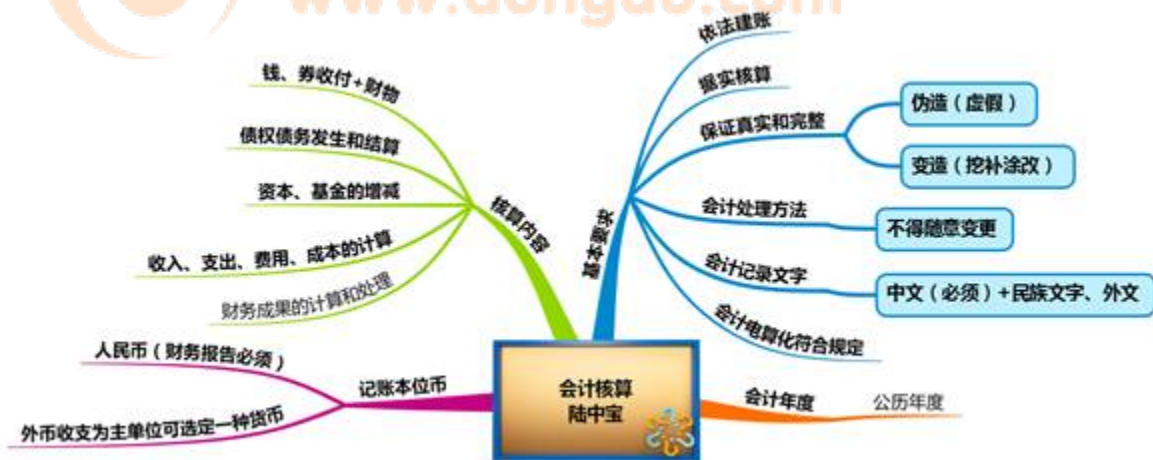 www.dongao.com
依法建账
据实核算
保证真实和完整
伪造（虚假）
变造（挖补涂改）
会计处理方法
不得随意变更
会计记录文字
中文（必须）+民族文字、外文
会计电算化符合规定
基本要求
钱、券收付+财物
债权债务发生和结算
资本、基金的增减
收入、支出、费用、成本的计算
财务成果的计算和处理
核算内容
人民币（财务报告必须）
外币收支为主单位可选定一种货币
记账本位币
会计核算
陆中宝
会计年度
公历年度